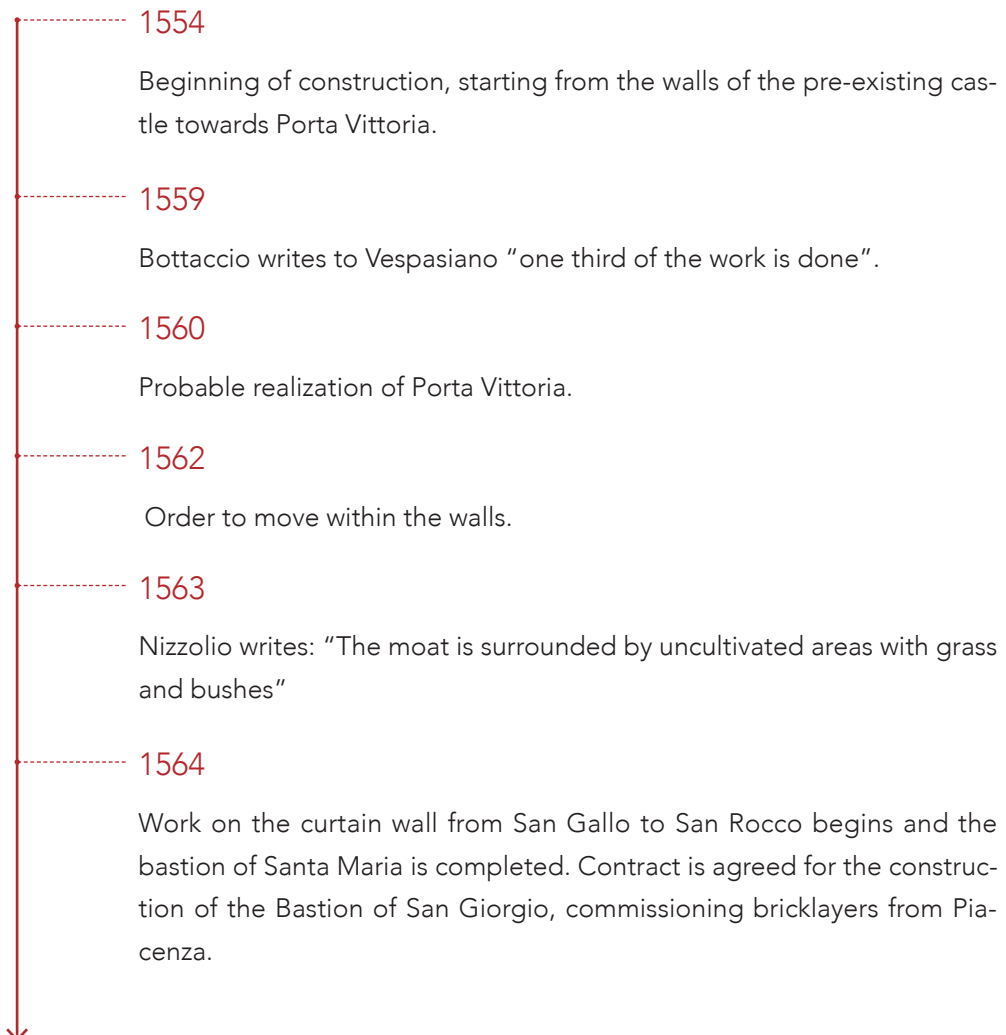 1554
Beginning of construction, starting from the walls of the pre-existing cas-
tle towards Porta Vittoria.
1559
Bottaccio writes to Vespasiano “one third of the work is done”.
1560
Probable realization of Porta Vittoria.
1562
Order to move within the walls.
1563
Nizzolio writes: “The moat is surrounded by uncultivated areas with grass
and bushes”
1564
Work on the curtain wall from San Gallo to San Rocco begins and the
bastion of Santa Maria is completed. Contract is agreed for the construc-
tion of the Bastion of San Giorgio, commissioning bricklayers from Pia-
cenza.